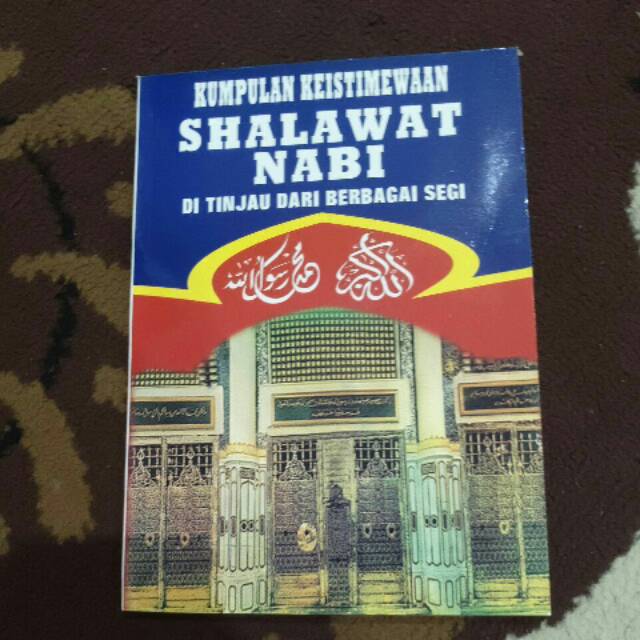 KUMPULAN KEISTIMEWAAN
SHALAWAT
NABI
DI TINJAU DARI BERBAGAI SEGI
محمد رسول الله
الله أكبر